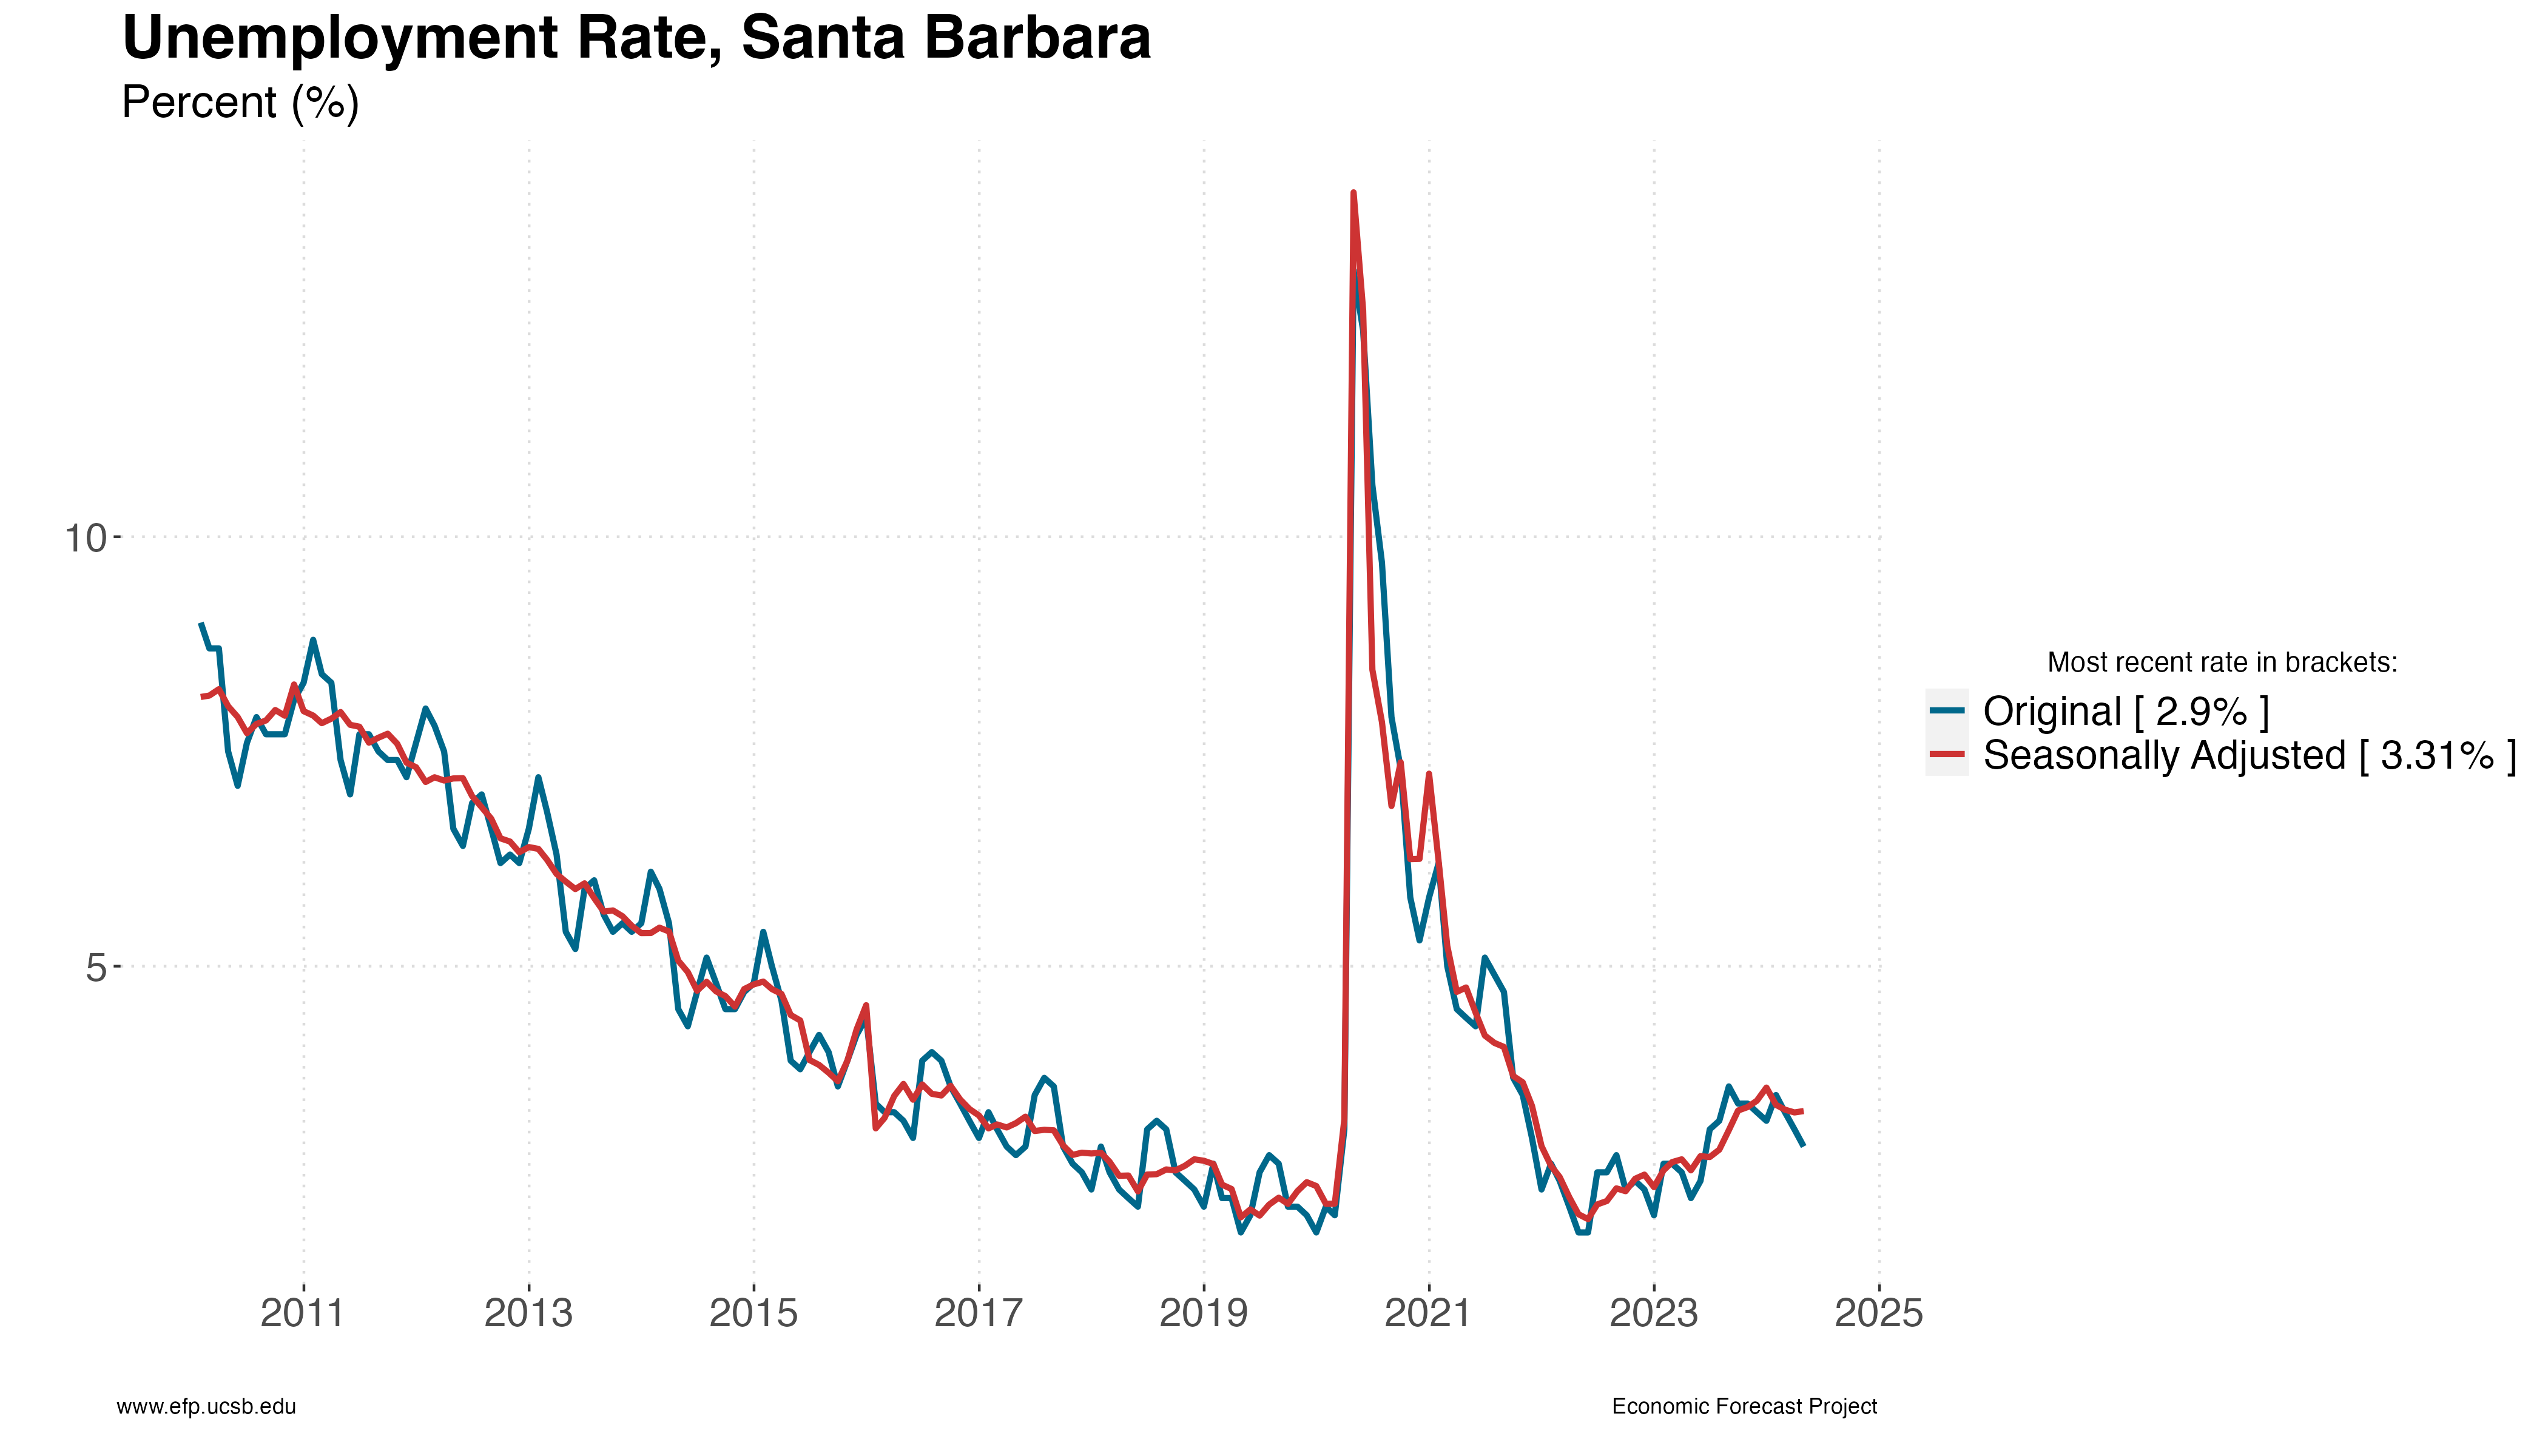 Unemployment Rate, Santa Barbara
Percent (%)
10
5
2011 2013 2015 2017 2019 2021 2023 2025
Most recent rate in brackets:
Original [ 2.9% ]
Seasonally Adjusted [ 3.31% ]
www.efp.ucsb.edu
Economic Forecast Project